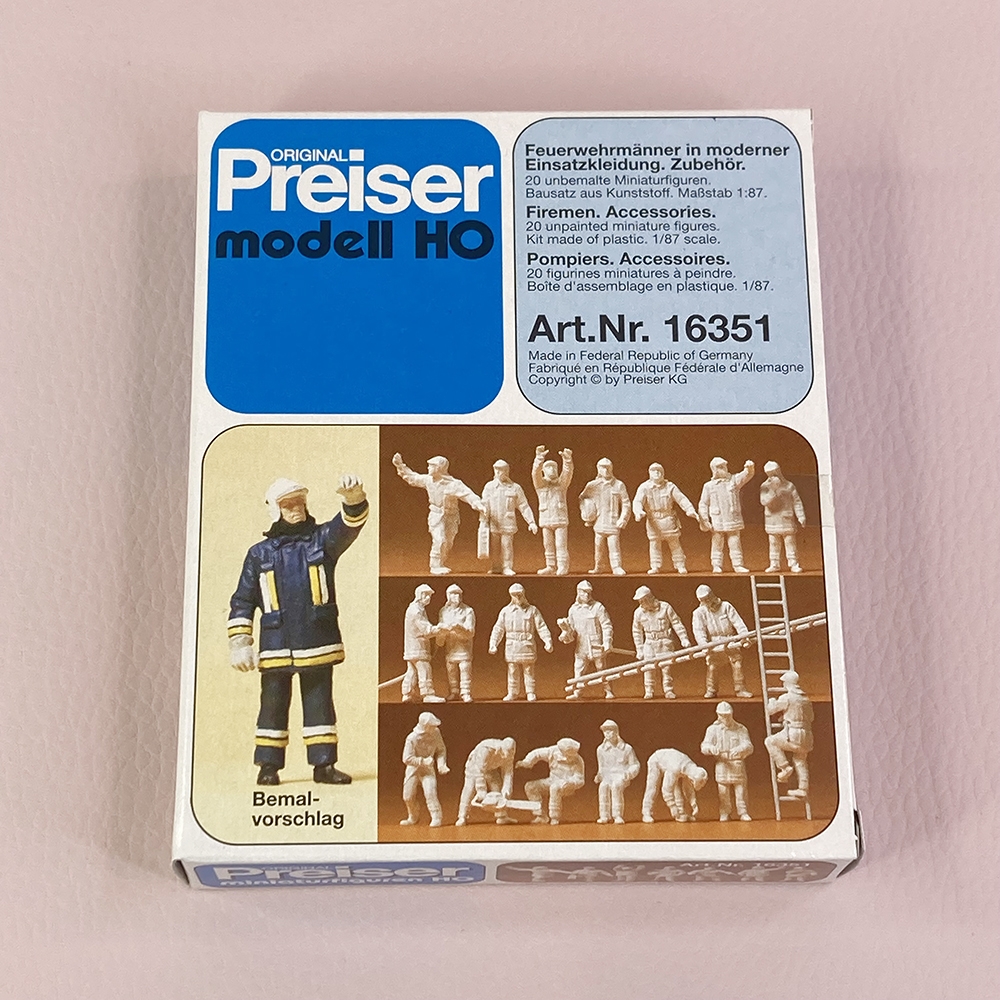 ORIGINAL
Preiser
modell HO
Feuerwehrmänner in moderner
Einsatzkleidung. Zubehör.
20 unbemalte Miniaturfiguren.
Bausatz aus Kunststoff. Maßstab 1:87.
Firemen. Accessories.
20 unpainted miniature figures.
Kit made of plastic. 1/87 scale.
Pompiers. Accessoires.
20 figurines miniatures à peindre.
Boîte d'assemblage en plastique. 1/87.
Art.Nr. 16351
Made in Federal Republic of Germany
Fabriqué en République Fédérale d'Allemagne
Copyright © by Preiser KG
Bemal-
vorschlag
ORIGINAL
Preiser
miniaturfiguren HO
Art.Nr. 16351